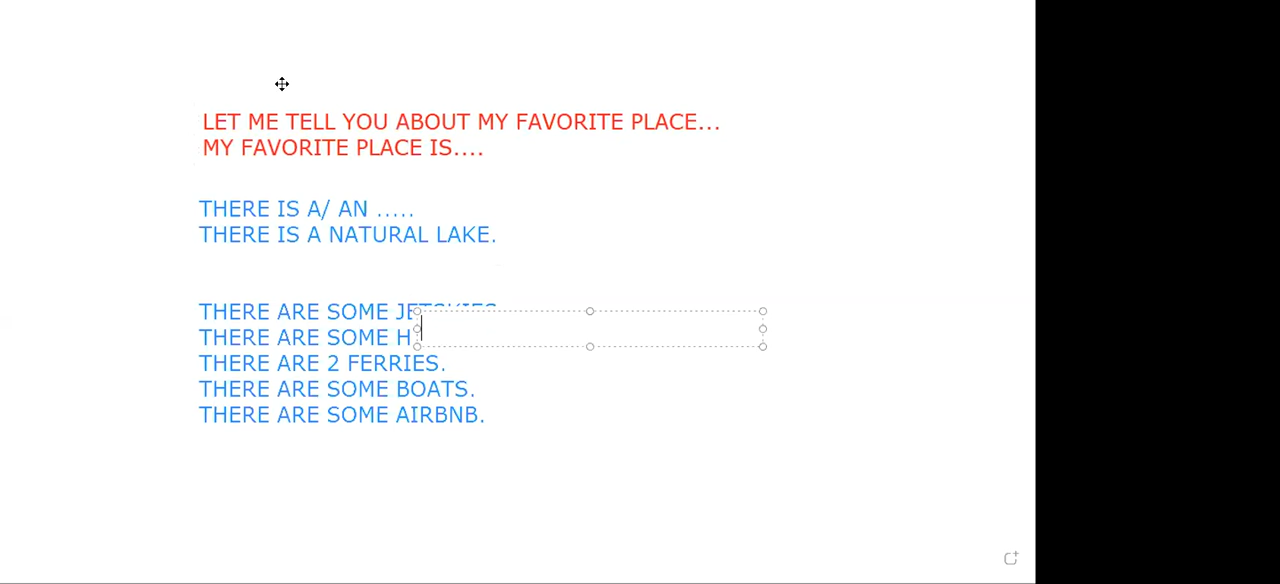 LET ME TELL YOU ABOUT MY FAVORITE PLACE...
MY FAVORITE PLACE IS....
THERE IS A/ AN .....
THERE IS A NATURAL LAKE.
THERE ARE SOME JETSKIES
THERE ARE SOME
THERE ARE 2 FERRIES.
THERE ARE SOME BOATS.
THERE ARE SOME AIRBNB.